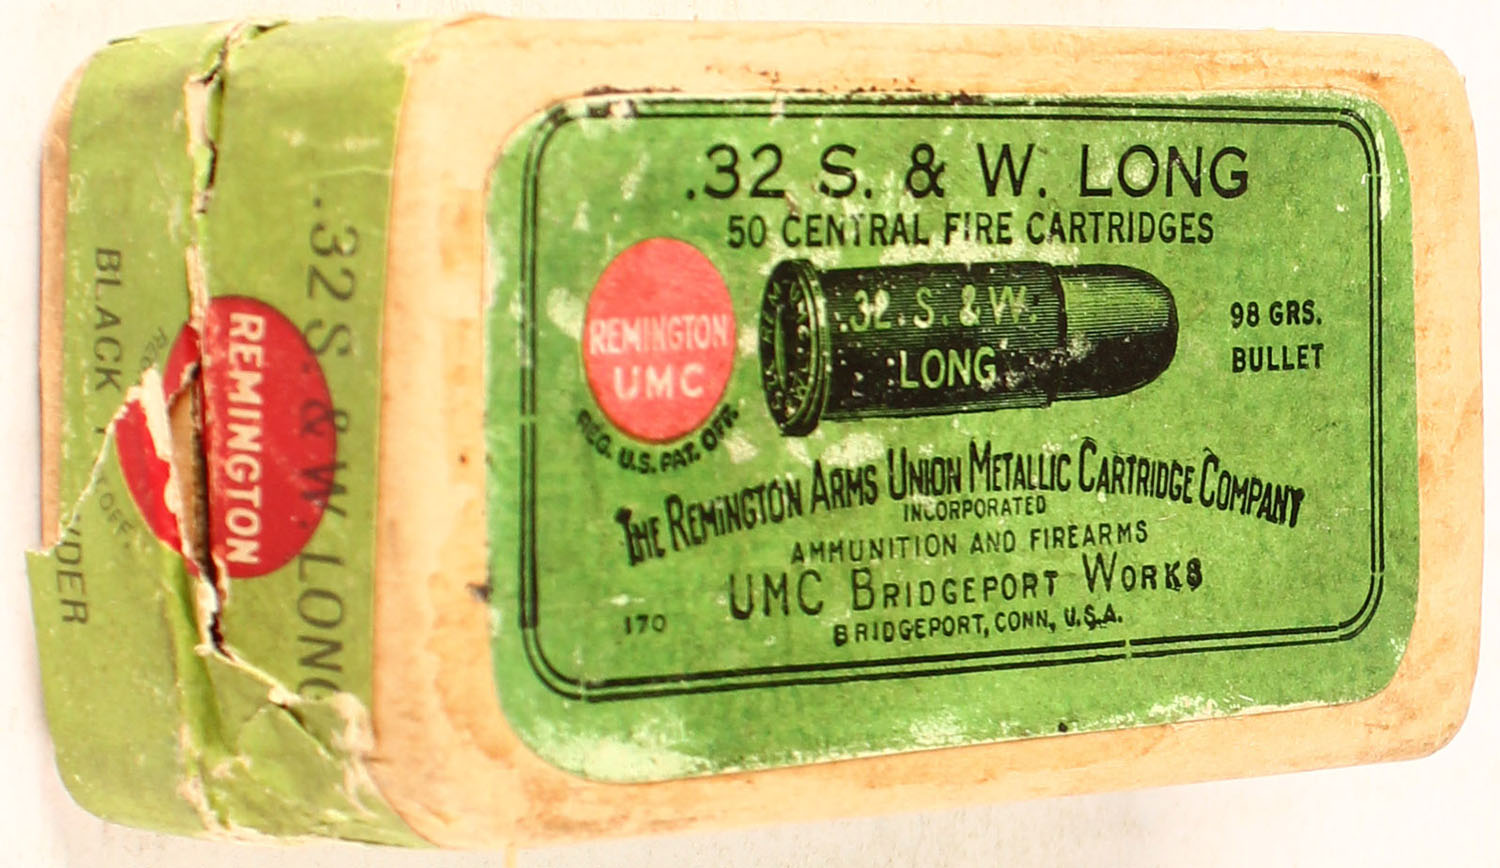 .32 S. & W. LONG
50 CENTRAL FIRE CARTRIDGES
REMINGTON
UMC
REG. U.S. PAT. OFF.
.32. S. & W.
LONG
98 GRS.
BULLET
THE REMINGTON ARMS UNION METALLIC CARTRIDGE COMPANY
INCORPORATED
AMMUNITION AND FIREARMS
UMC BRIDGEPORT WORKS
BRIDGEPORT, CONN, U.S.A.
170
.32 S. & W. LONG
REMINGTON
BLACK